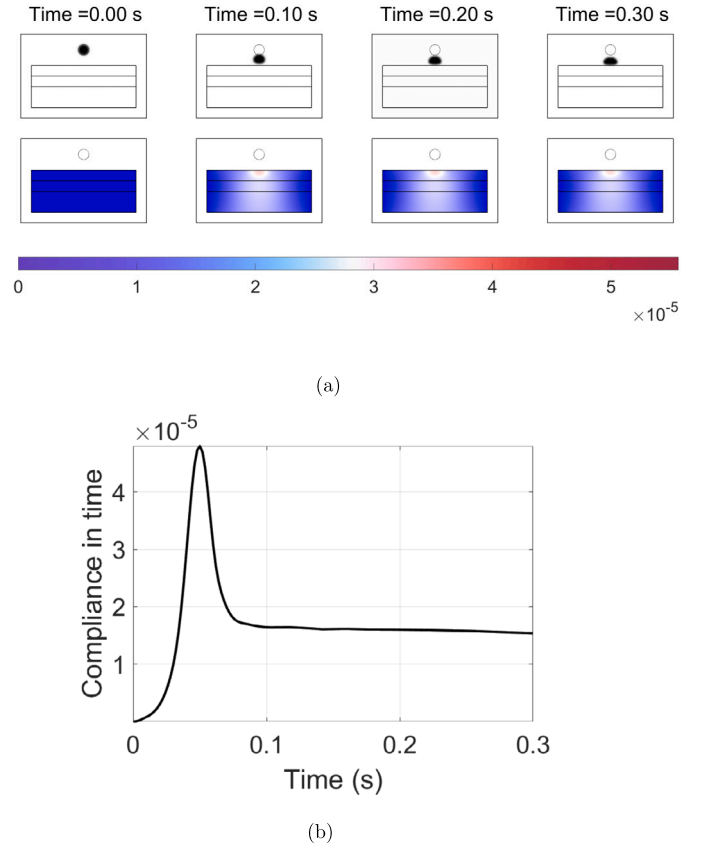 Time =0.00 s Time =0.10 s Time =0.20 s Time =0.30 s
0 1 2 3 4 5
×10-5
(a)
×10-5
4
3
2
1
Compliance in time
0 0.1 0.2 0.3
Time (s)
(b)